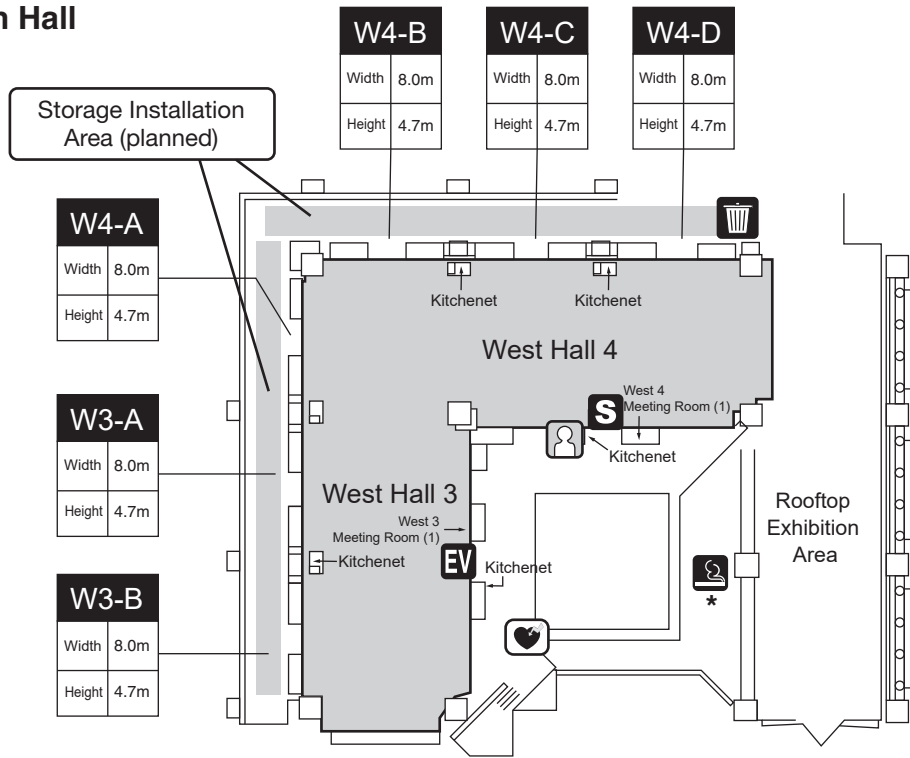 n Hall
W4-B
Width 8.0m
Height 4.7m
W4-C
Width 8.0m
Height 4.7m
W4-D
Width 8.0m
Height 4.7m
Storage Installation
Area (planned)
W4-A
Width 8.0m
Height 4.7m
Kitchenet
Kitchenet
West Hall 4
West 4
Meeting Room (1)
S
Kitchenet
W3-A
Width 8.0m
Height 4.7m
West Hall 3
West 3
Meeting Room (1)
Kitchenet
EV
Kitchenet
Rooftop
Exhibition
Area
*
W3-B
Width 8.0m
Height 4.7m